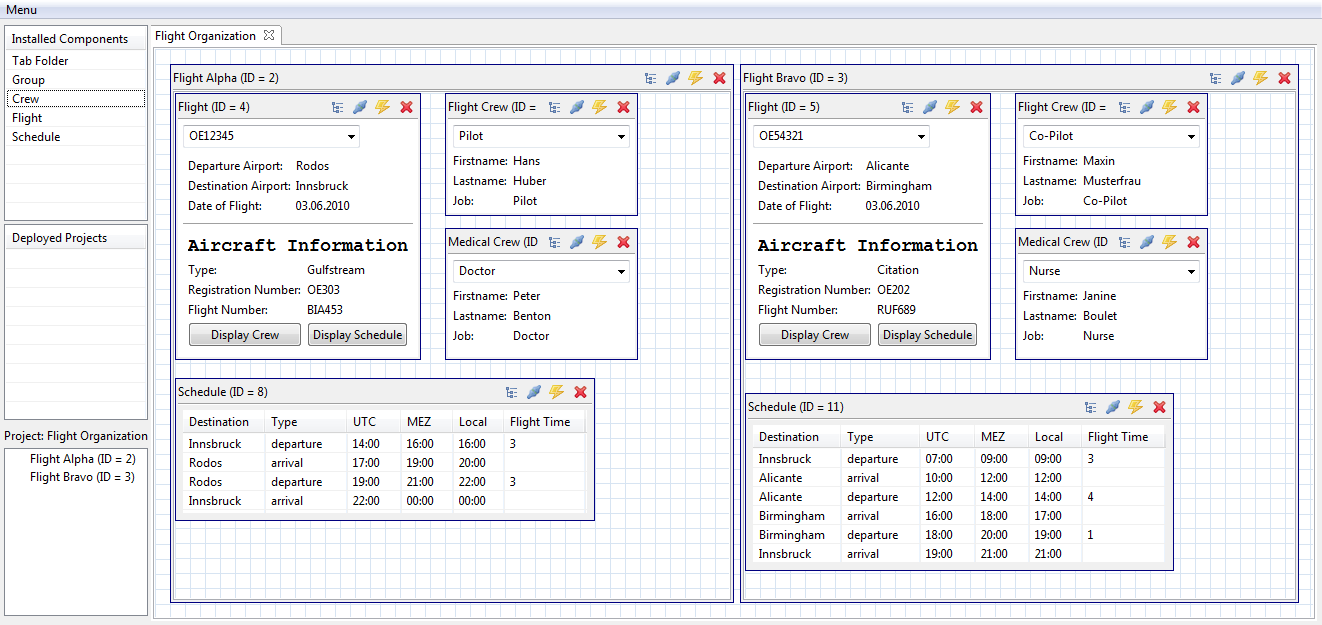 Menu
Installed Components
Tab Folder
Group
Crew
Flight
Schedule
Deployed Projects
Project: Flight Organization
Flight Alpha (ID = 2)
Flight Bravo (ID = 3)
Flight Organization
Flight Alpha (ID = 2)
Flight (ID = 4)
OE12345
Departure Airport: Rodos
Destination Airport: Innsbruck
Date of Flight: 03.06.2010
Aircraft Information
Type: Gulfstream
Registration Number: OE303
Flight Number: BIA453
Display Crew Display Schedule
Flight Crew (ID =
Pilot
Firstname: Hans
Lastname: Huber
Job: Pilot
Medical Crew (ID
Doctor
Firstname: Peter
Lastname: Benton
Job: Doctor
Schedule (ID = 8)
Destination Type UTC MEZ Local Flight Time
Innsbruck departure 14:00 16:00 16:00 3
Rodos arrival 17:00 19:00 20:00
Rodos departure 19:00 21:00 22:00 3
Innsbruck arrival 22:00 00:00 00:00
Flight Bravo (ID = 3)
Flight (ID = 5)
OE54321
Departure Airport: Alicante
Destination Airport: Birmingham
Date of Flight: 03.06.2010
Aircraft Information
Type: Citation
Registration Number: OE202
Flight Number: RUF689
Display Crew Display Schedule
Flight Crew (ID =
Co-Pilot
Firstname: Maxin
Lastname: Musterfrau
Job: Co-Pilot
Medical Crew (ID
Nurse
Firstname: Janine
Lastname: Boulet
Job: Nurse
Schedule (ID = 11)
Destination Type UTC MEZ Local Flight Time
Innsbruck departure 07:00 09:00 09:00 3
Alicante arrival 10:00 12:00 12:00
Alicante departure 12:00 14:00 14:00 4
Birmingham arrival 16:00 18:00 17:00
Birmingham departure 18:00 20:00 19:00 1
Innsbruck arrival 19:00 21:00 21:00